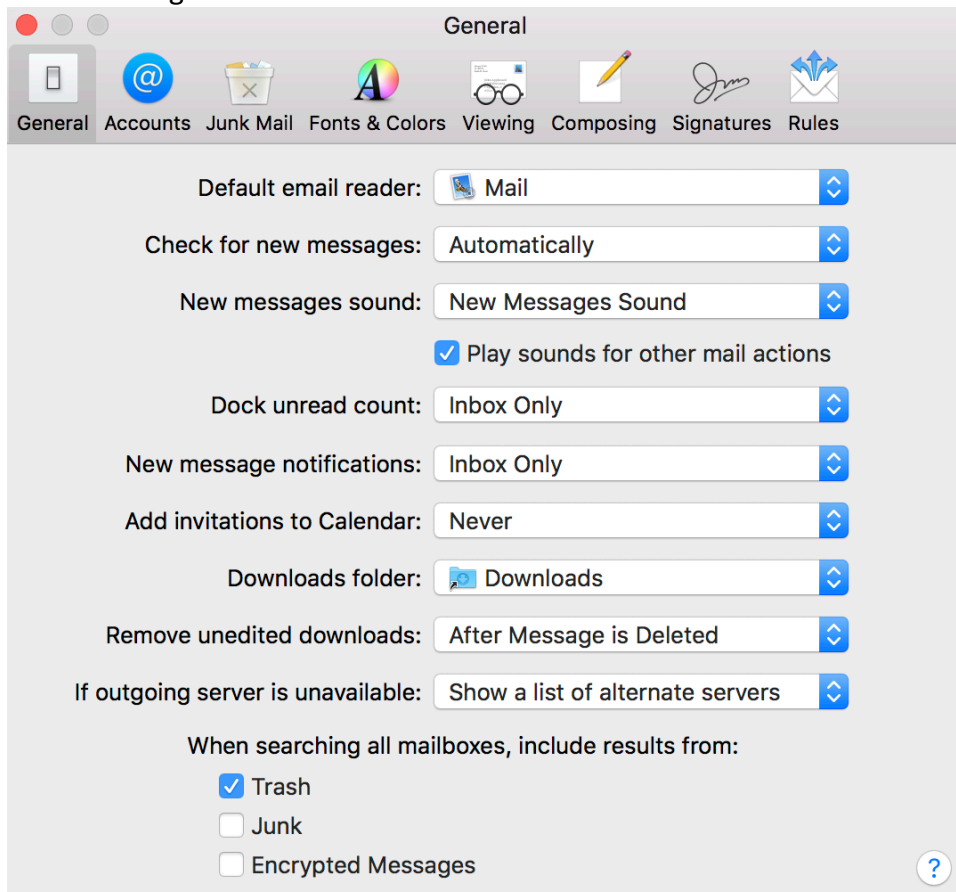 General
General Accounts Junk Mail Fonts & Colors Viewing Composing Signatures Rules
Default email reader: Mail
Check for new messages: Automatically
New messages sound: New Messages Sound
Play sounds for other mail actions
Dock unread count: Inbox Only
New message notifications: Inbox Only
Add invitations to Calendar: Never
Downloads folder: Downloads
Remove unedited downloads: After Message is Deleted
If outgoing server is unavailable: Show a list of alternate servers
When searching all mailboxes, include results from:
Trash
Junk
Encrypted Messages
?